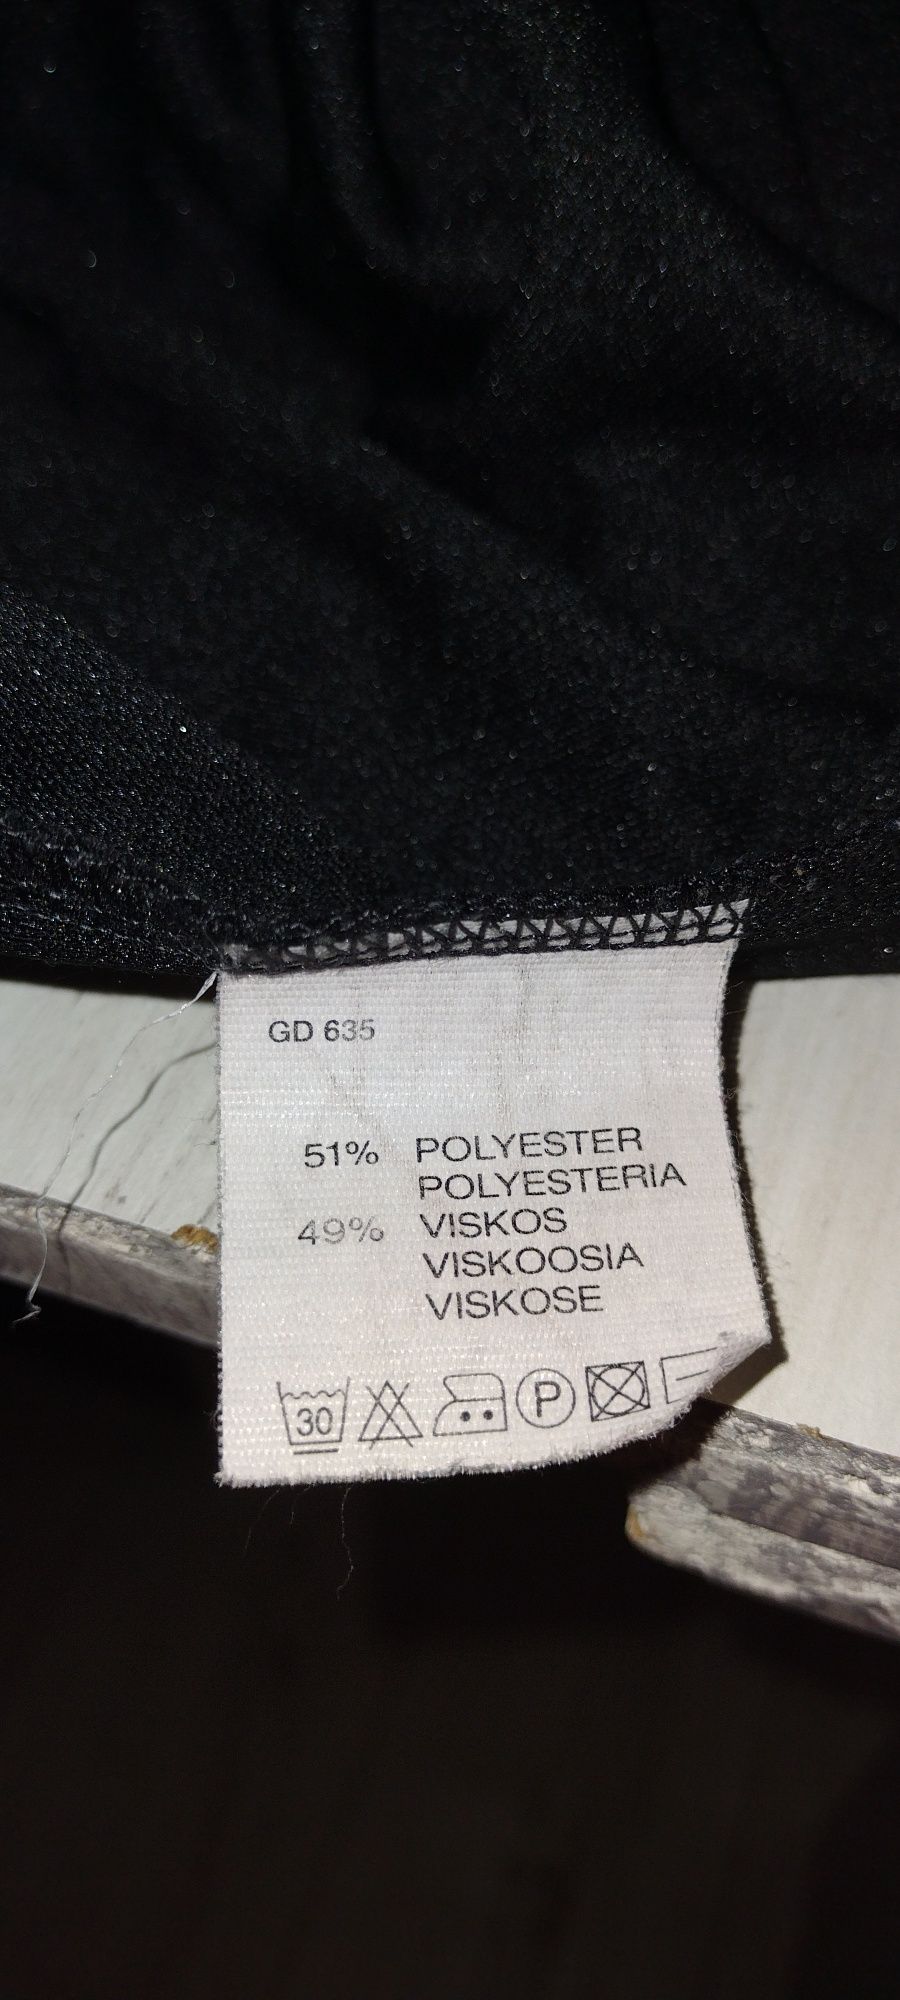 GD 635
51% POLYESTER
POLYESTERIA
49% VISKOS
VISKOOSIA
VISKOSE
30 P